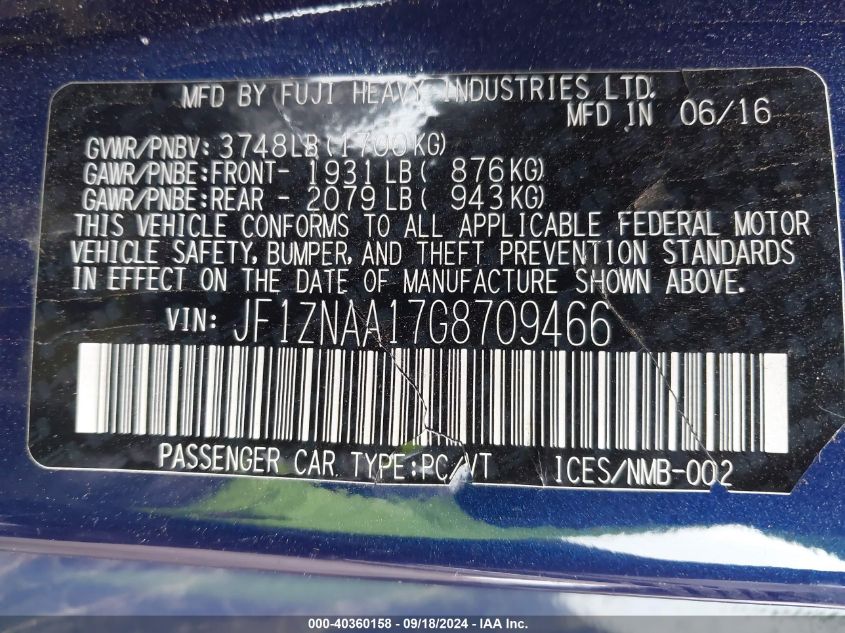 MFD BY FUJI HEAVY INDUSTRIES LTD.
MFD IN 06/16
GVWR/PNBV: 3748LB(1700KG)
GAWR/PNBE:FRONT- 1931 LB( 876KG)
GAWR/PNBE:REAR - 2079 LB( 943KG)
THIS VEHICLE CONFORMS TO ALL APPLICABLE FEDERAL MOTOR
VEHICLE SAFETY, BUMPER, AND THEFT PREVENTION STANDARDS
IN EFFECT ON THE DATE OF MANUFACTURE SHOWN ABOVE.
VIN: JF1ZNAA17G8709466
PASSENGER CAR TYPE:PC/VT ICES/NMB-002
000-40360158 - 09/18/2024 - IAA Inc.